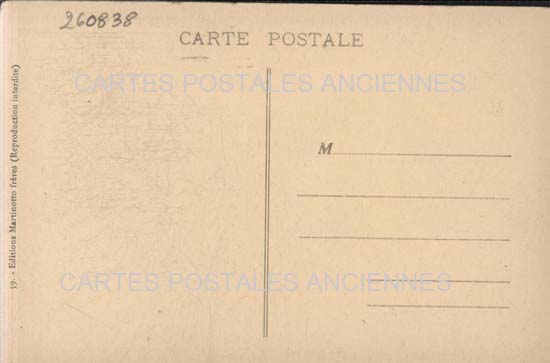 260838
CARTE POSTALE
CARTES POSTALES ANCIENNES
M
CARTES POSTALES ANCIENNES
59. - Editions Martinotto frères (Reproduction interdite)